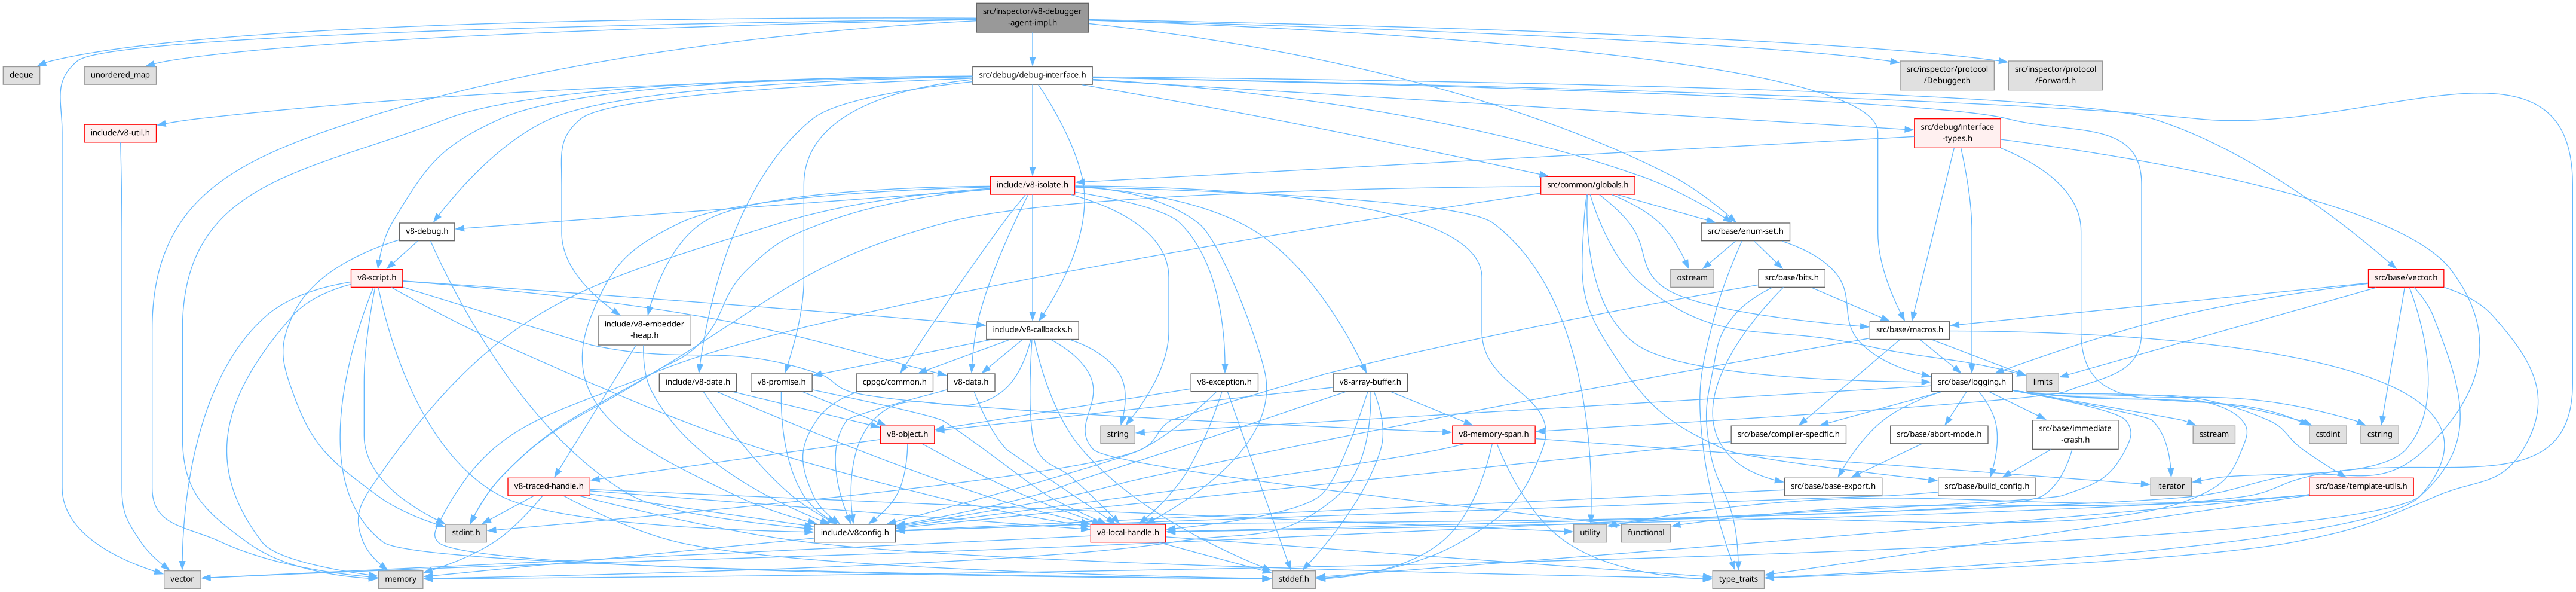 src/inspector/v8-debugger
-agent-impl.h
deque
unordered_map
src/debug/debug-interface.h
src/inspector/protocol
/Debugger.h
src/inspector/protocol
/Forward.h
include/v8-util.h
src/debug/interface
-types.h
include/v8-isolate.h
src/common/globals.h
v8-debug.h
src/base/enum-set.h
v8-script.h
ostream
src/base/bits.h
src/base/vector.h
include/v8-embedder
-heap.h
include/v8-callbacks.h
src/base/macros.h
include/v8-date.h
v8-promise.h
cppgc/common.h
v8-data.h
v8-exception.h
v8-array-buffer.h
src/base/logging.h
limits
v8-object.h
string
v8-memory-span.h
src/base/compiler-specific.h
src/base/abort-mode.h
src/base/immediate
-crash.h
sstream
cstdint
cstring
v8-traced-handle.h
src/base/base-export.h
src/base/build_config.h
iterator
src/base/template-utils.h
stdint.h
include/v8config.h
v8-local-handle.h
utility
functional
vector
memory
stddef.h
type_traits